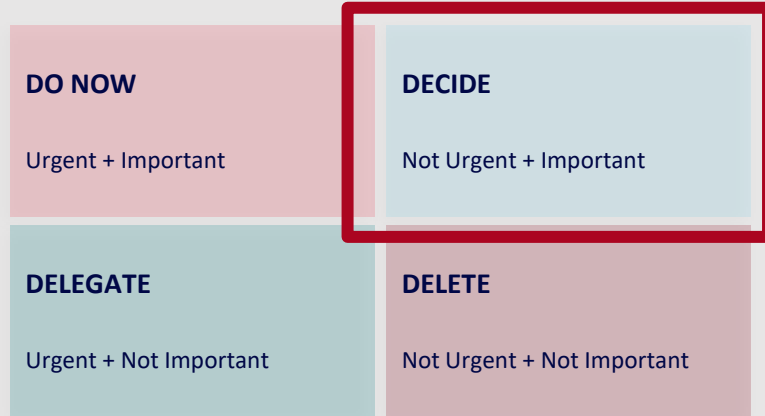 DO NOW
Urgent + Important
DECIDE
Not Urgent + Important
DELEGATE
Urgent + Not Important
DELETE
Not Urgent + Not Important